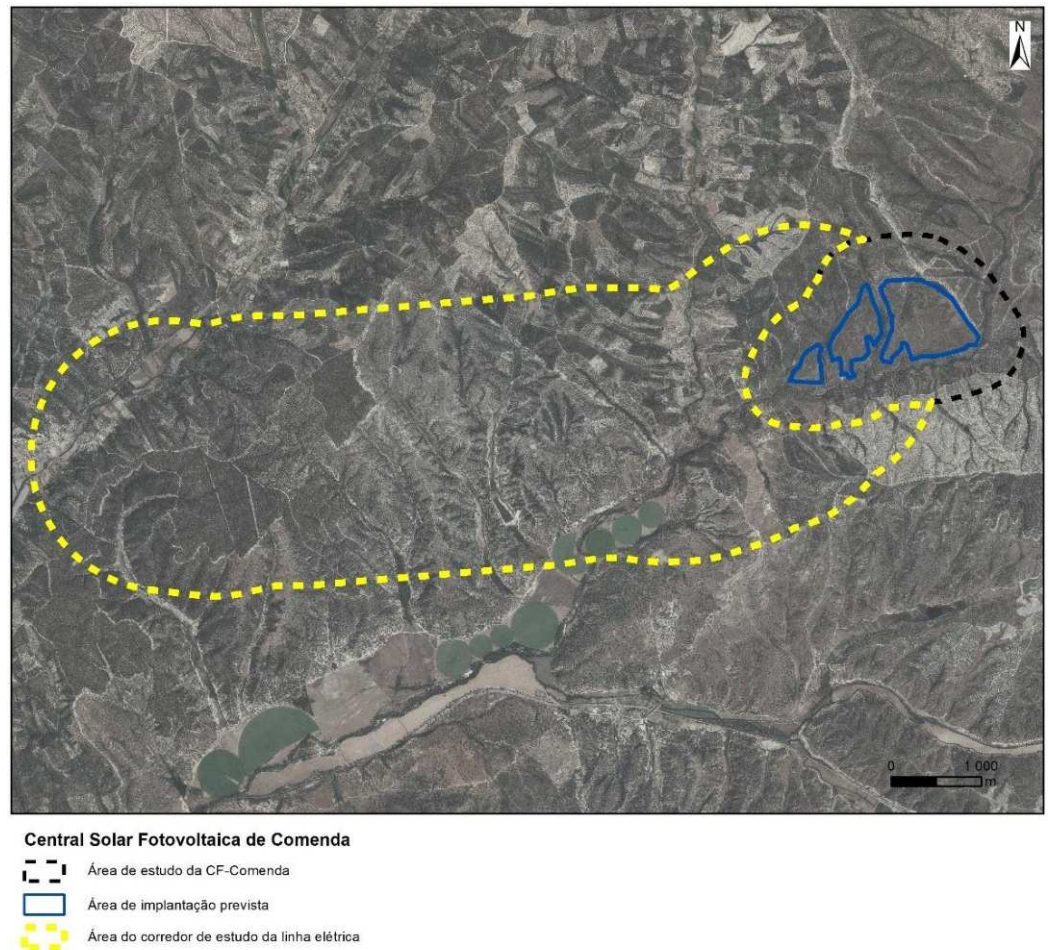 N
0 1 000
m
Central Solar Fotovoltaica de Comenda
Área de estudo da CF-Comenda
Área de implantação prevista
Área do corredor de estudo da linha elétrica